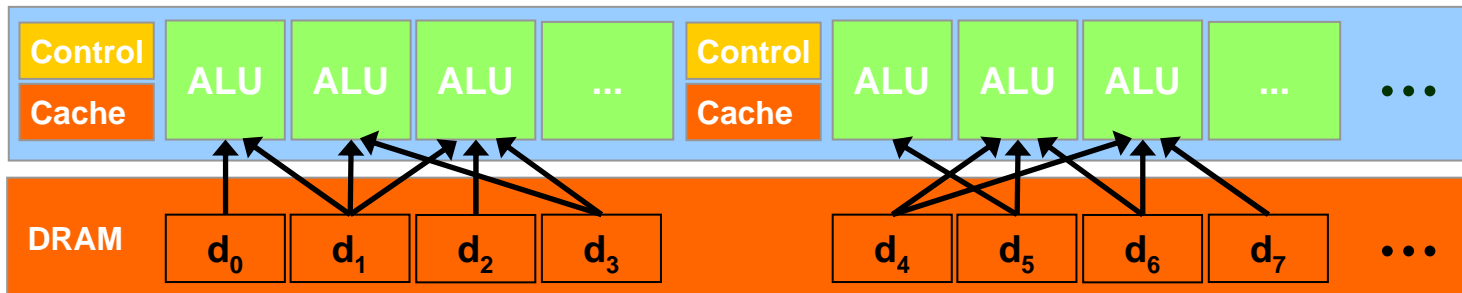 Control ALU ALU ALU ... Control ALU ALU ALU ... ...
Cache Cache
DRAM d₀ d₁ d₂ d₃ d₄ d₅ d₆ d₇ ...